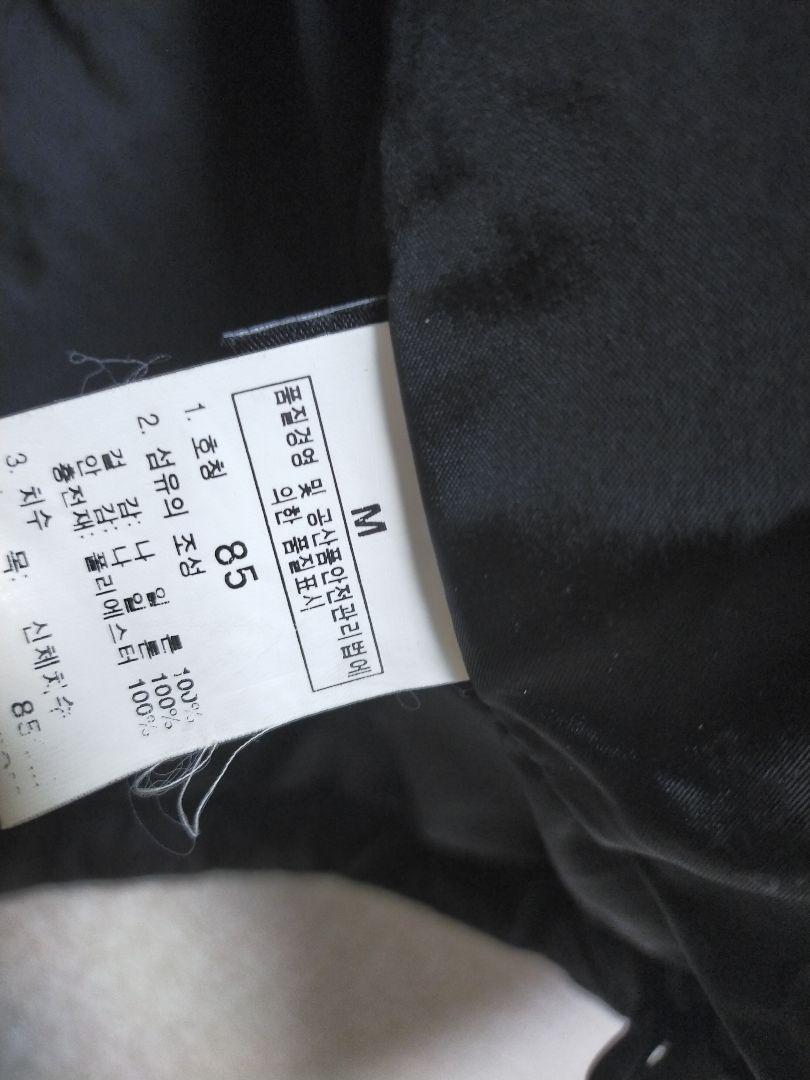 M
품질경영 및 공산품안전관리법에
의한 품질표시
1. 호칭
85
2. 섬유의 조성
겉 감: 나 일 론 100%
안 감: 나 일 론 100%
충전재: 폴리에스터 100%
3. 치수
목: 신체치수
85